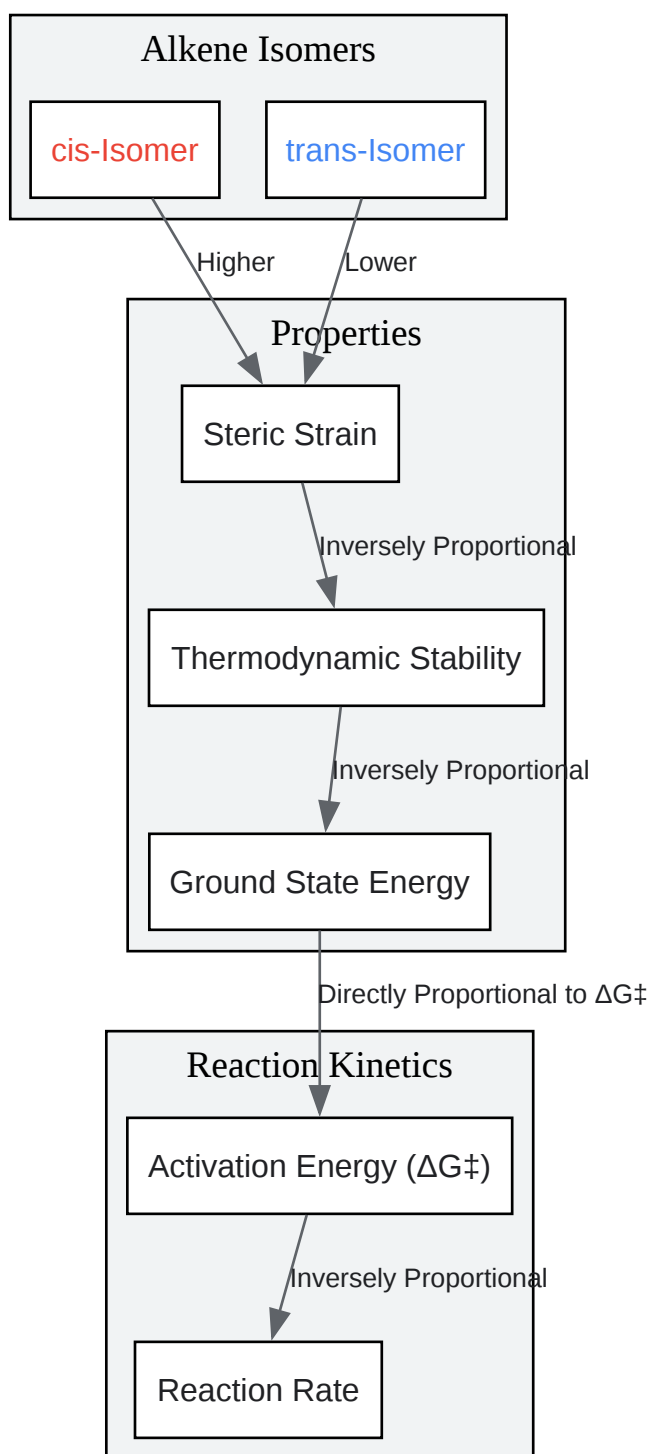 Alkene Isomers
cis-Isomer
trans-Isomer
Higher
Lower
Properties
Steric Strain
Inversely Proportional
Thermodynamic Stability
Inversely Proportional
Ground State Energy
Directly Proportional to ΔG‡
Reaction Kinetics
Activation Energy (ΔG‡)
Inversely Proportional
Reaction Rate